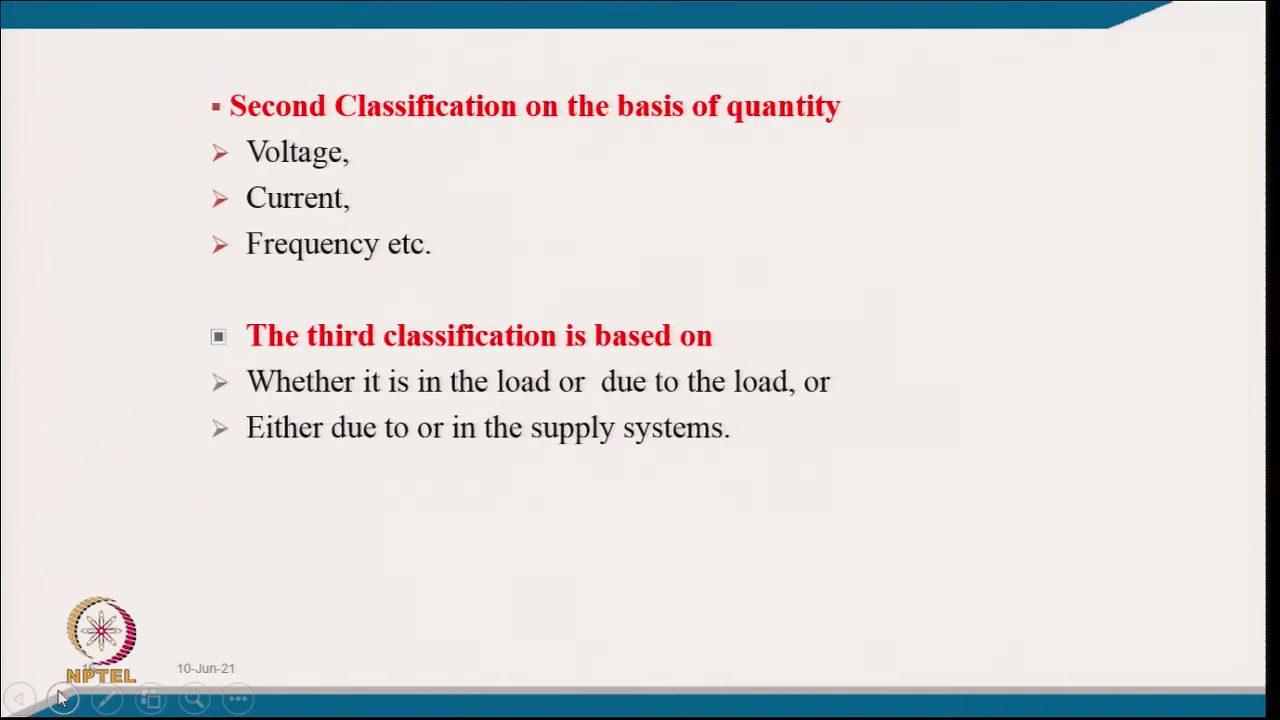 Second Classification on the basis of quantity
Voltage,
Current,
Frequency etc.
The third classification is based on
Whether it is in the load or due to the load, or
Either due to or in the supply systems.
NPTEL
10-Jun-21